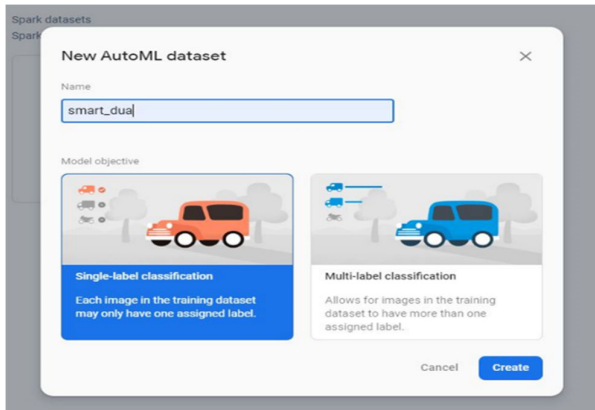 Spark datasets
Spark
New AutoML dataset
Name
smart_dua
Model objective
Single-label classification
Each image in the training dataset
may only have one assigned label.
Multi-label classification
Allows for images in the training
dataset to have more than one
assigned label.
Cancel
Create